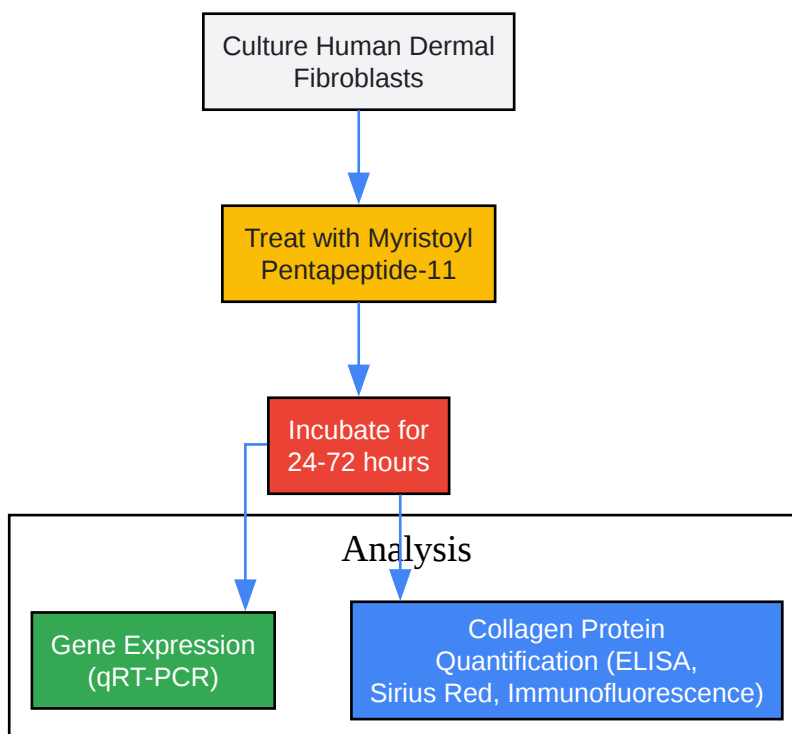 Culture Human Dermal
Fibroblasts
Treat with Myristoyl
Pentapeptide-11
Incubate for
24-72 hours
Analysis
Gene Expression
(qRT-PCR)
Collagen Protein
Quantification (ELISA,
Sirius Red, Immunofluorescence)